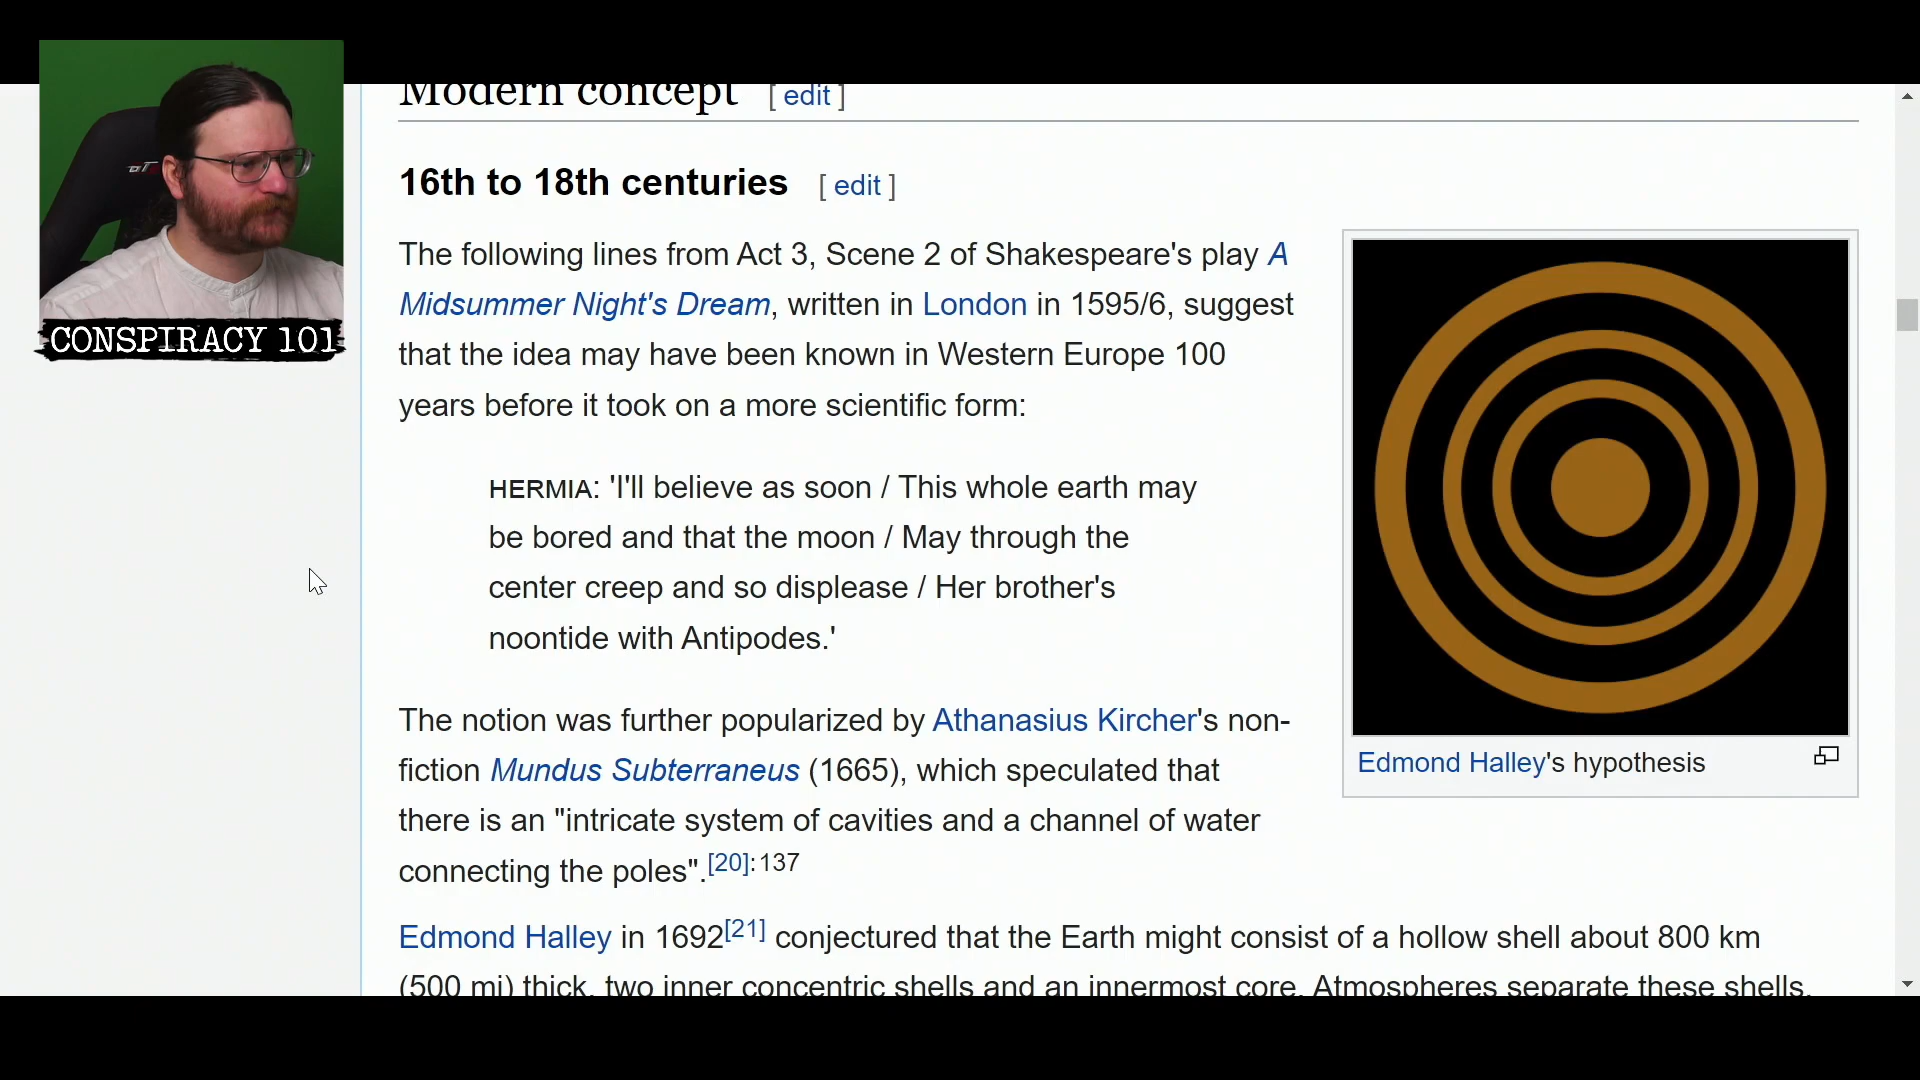 Modern concept [ edit ]
16th to 18th centuries [ edit ]
The following lines from Act 3, Scene 2 of Shakespeare's play A
Midsummer Night's Dream, written in London in 1595/6, suggest
that the idea may have been known in Western Europe 100
years before it took on a more scientific form:
HERMIA: 'I'll believe as soon / This whole earth may
be bored and that the moon / May through the
center creep and so displease / Her brother's
noontide with Antipodes.'
The notion was further popularized by Athanasius Kircher's non-
fiction Mundus Subterraneus (1665), which speculated that
there is an "intricate system of cavities and a channel of water
connecting the poles".[20]:137
Edmond Halley in 1692[21] conjectured that the Earth might consist of a hollow shell about 800 km
(500 mi) thick, two inner concentric shells and an innermost core. Atmospheres separate these shells,
Edmond Halley's hypothesis
CONSPIRACY 101